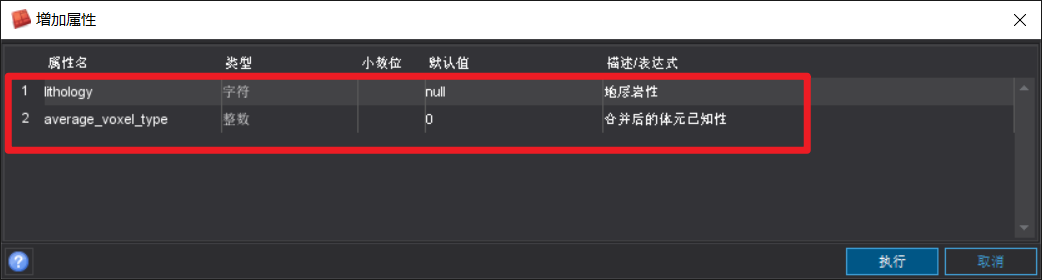 增加属性
属性名 类型 小数位 默认值 描述/表达式
1 lithology 字符 null 地层岩性
2 average_voxel_type 整数 0 合并后的体元已知性
? 执行 取消